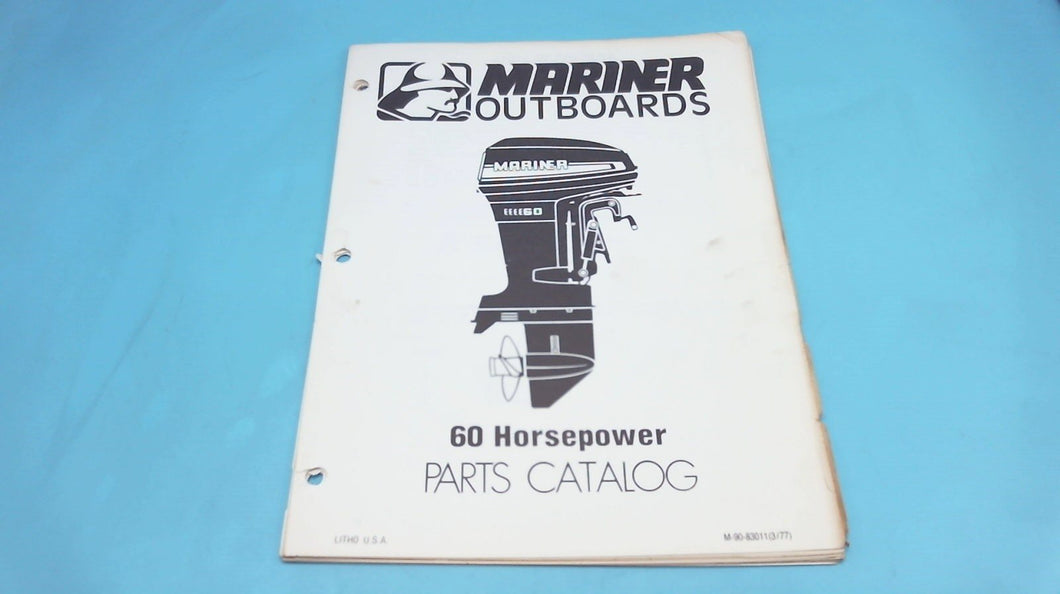 MARINER
OUTBOARDS
MARINER
60
60 Horsepower
PARTS CATALOG
LITHO U.S.A.
M-90-83011(3/77)